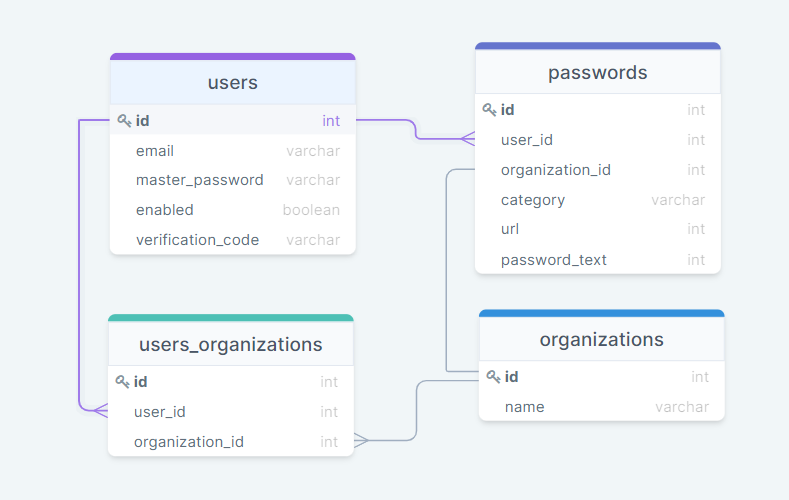 users
id int
email varchar
master_password varchar
enabled boolean
verification_code varchar
passwords
id int
user_id int
organization_id int
category varchar
url int
password_text int
users_organizations
id int
user_id int
organization_id int
organizations
id int
name varchar